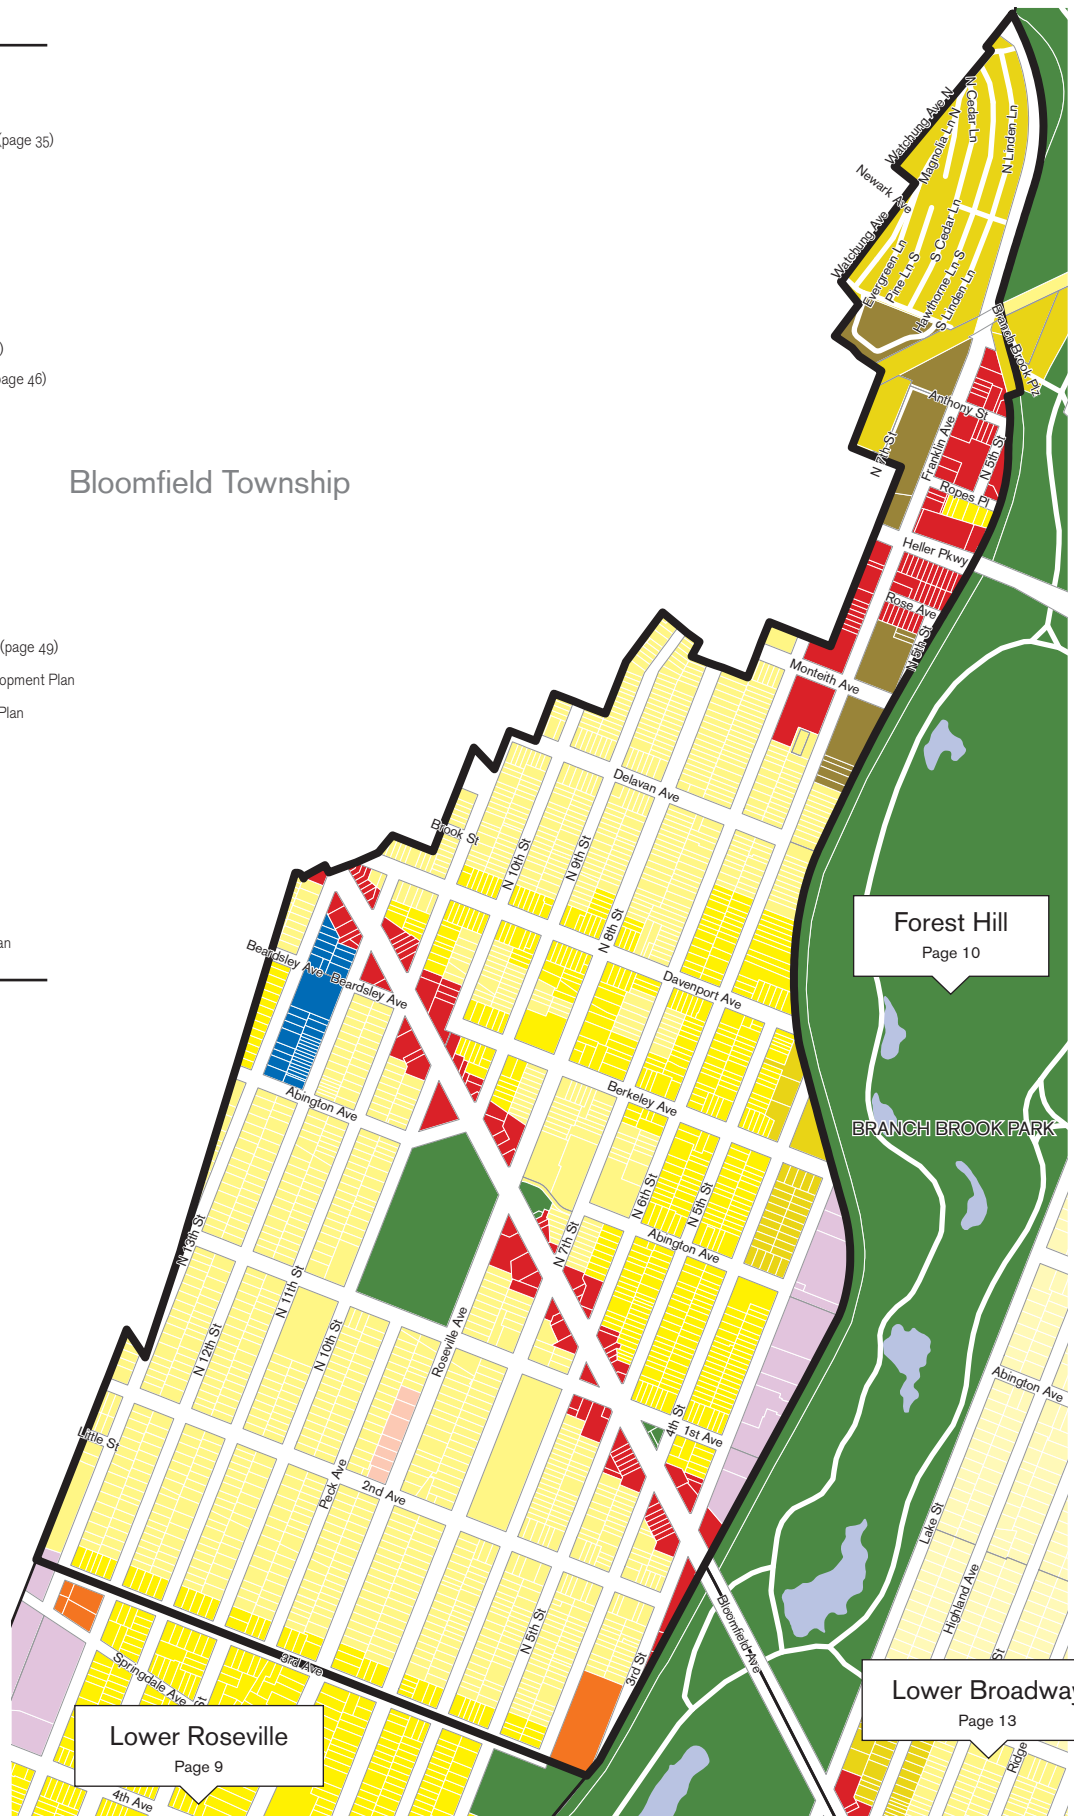 (page 35)
)
page 46)
Bloomfield Township
(page 49)
opment Plan
Plan
an
Watchung Ave N
Magnolia Ln N
N Cedar Ln
N Linden Ln
Newark Ave
Watchung Ave
Evergreen Ln
Pine Ln S
S Cedar Ln
Hawthorne Ln S
S Linden Ln
Branch Brook Plz
Anthony St
Franklin Ave
N 7th St
N 5th St
Ropes Pl
Heller Pkwy
Rose Ave
N 5th St
Monteith Ave
Delavan Ave
Brook St
N 10th St
N 9th St
N 8th St
Forest Hill
Page 10
Beardsley Ave
Beardsley Ave
Davenport Ave
Abington Ave
Berkeley Ave
BRANCH BROOK PARK
N 6th St
N 5th St
N 7th St
Abington Ave
N 13th St
N 11th St
N 12th St
N 10th St
Roseville Ave
Abington Ave
4th St
1st Ave
Little St
Peck Ave
2nd Ave
Lake St
Highland Ave
N 5th St
3rd St
Bloomfield Ave
St
3rd Ave
Springdale Ave
St
Lower Broadway
Page 13
Ridge
Lower Roseville
Page 9
4th Ave